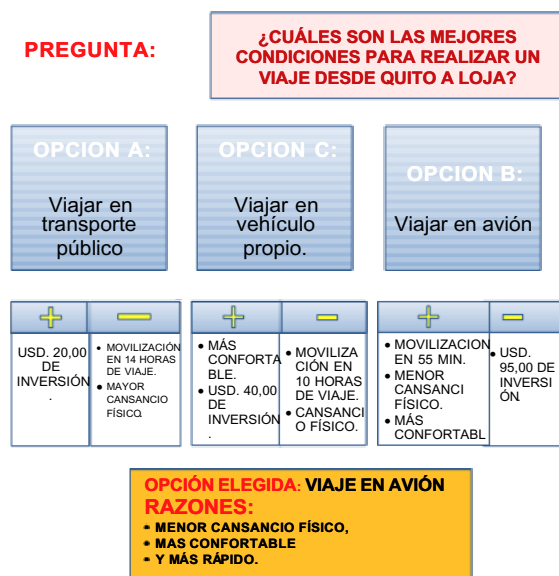 PREGUNTA:
¿CUÁLES SON LAS MEJORES
CONDICIONES PARA REALIZAR UN
VIAJE DESDE QUITO A LOJA?
OPCION A:
Viajar en
transporte
público
OPCION C:
Viajar en
vehículo
propio.
OPCION B:
Viajar en avión
+
—
USD. 20,00
DE
INVERSIÓN
.
• MOVILIZACIÓN
EN 14 HORAS
DE VIAJE.
• MAYOR
CANSANCIO
FÍSICO.
+
–
• MÁS
CONFORTA
BLE.
• USD. 40,00
DE
INVERSIÓN
.
• MOVILIZA
CIÓN EN
10 HORAS
DE VIAJE.
• CANSANCI
O FÍSICO.
+
–
• MOVILIZACION
EN 55 MIN.
• MENOR
CANSANCI
FÍSICO.
• MÁS
CONFORTABL
• USD.
95,00 DE
INVERSI
ÓN.
OPCIÓN ELEGIDA: VIAJE EN AVIÓN
RAZONES:
• MENOR CANSANCIO FÍSICO,
• MAS CONFORTABLE
• Y MÁS RÁPIDO.